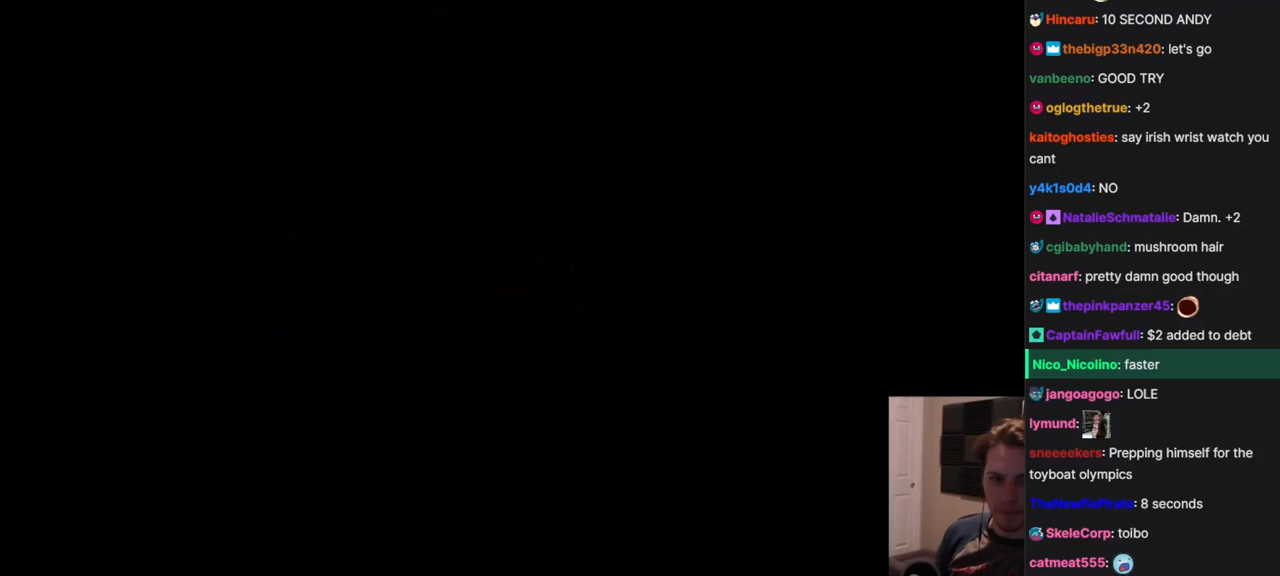 Hincaru: 10 SECOND ANDY
thebigp33n420: let's go
vanbeeno: GOOD TRY
oglogthetrue: +2
kaitoghosties: say irish wrist watch you
cant
y4k1s0d4: NO
NatalieSchmatalie: Damn. +2
cgibabyhand: mushroom hair
citanarf: pretty damn good though
thepinkpanzer45:
CaptainFawfull: $2 added to debt
Nico_Nicolino: faster
jangoagogo: LOLE
lymund:
sneeeekers: Prepping himself for the
toyboat olympics
TheNewfiePirate: 8 seconds
SkeleCorp: toibo
catmeat555: